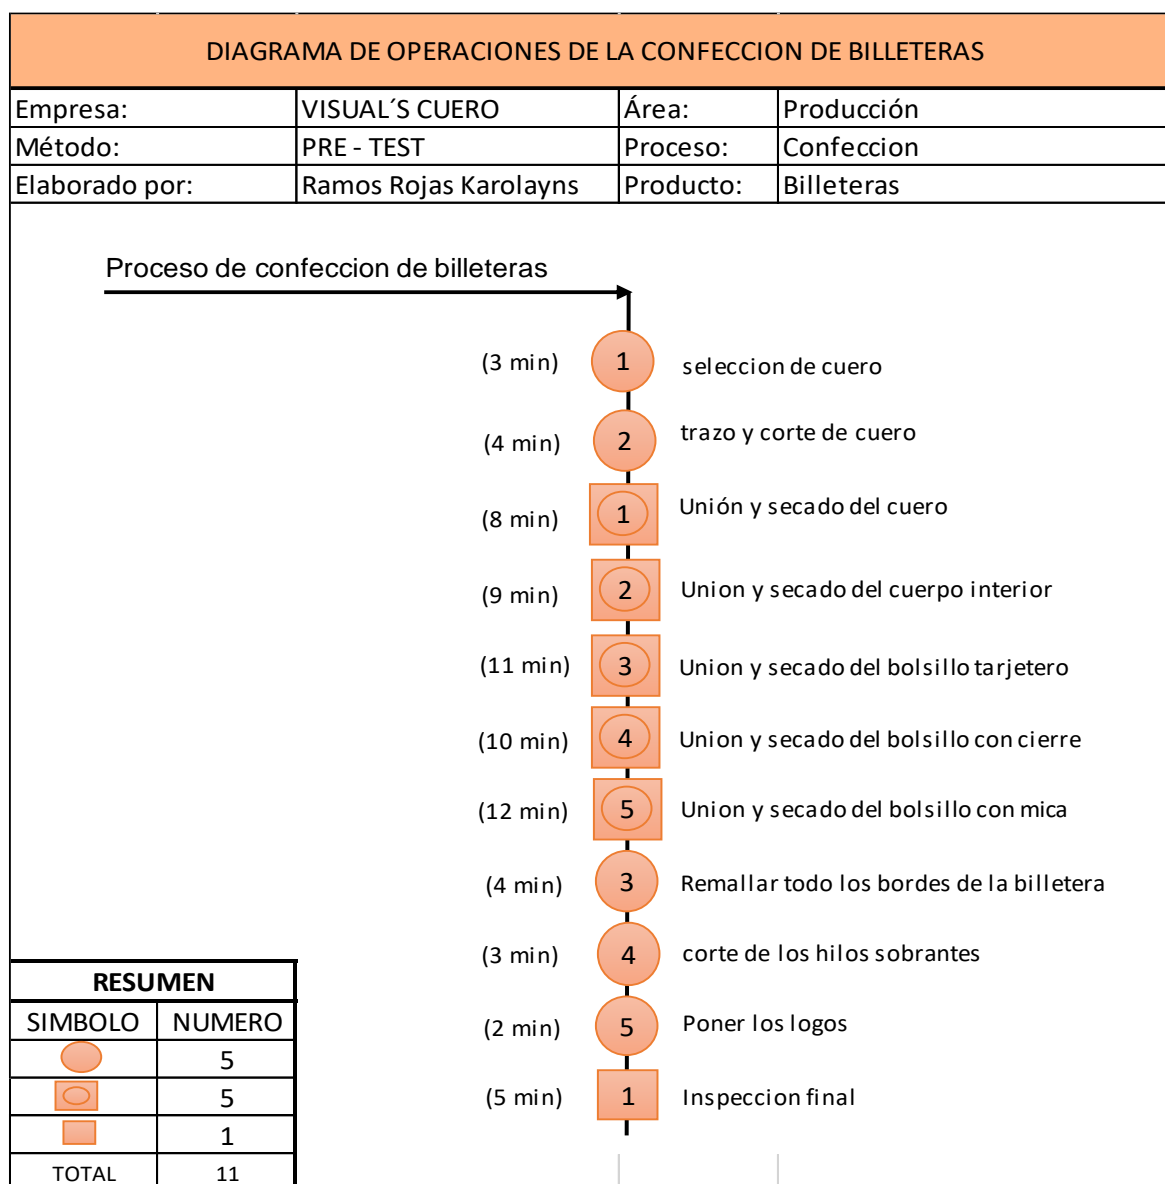 DIAGRAMA DE OPERACIONES DE LA CONFECCION DE BILLETERAS
Empresa: VISUAL´S CUERO Área: Producción
Método: PRE - TEST Proceso: Confeccion
Elaborado por: Ramos Rojas Karolayns Producto: Billeteras
Proceso de confeccion de billeteras
(3 min) 1 seleccion de cuero
(4 min) 2 trazo y corte de cuero
(8 min) 1 Unión y secado del cuero
(9 min) 2 Union y secado del cuerpo interior
(11 min) 3 Union y secado del bolsillo tarjetero
(10 min) 4 Union y secado del bolsillo con cierre
(12 min) 5 Union y secado del bolsillo con mica
(4 min) 3 Remallar todo los bordes de la billetera
(3 min) 4 corte de los hilos sobrantes
(2 min) 5 Poner los logos
(5 min) 1 Inspeccion final
RESUMEN
SIMBOLO NUMERO
5
5
1
TOTAL 11